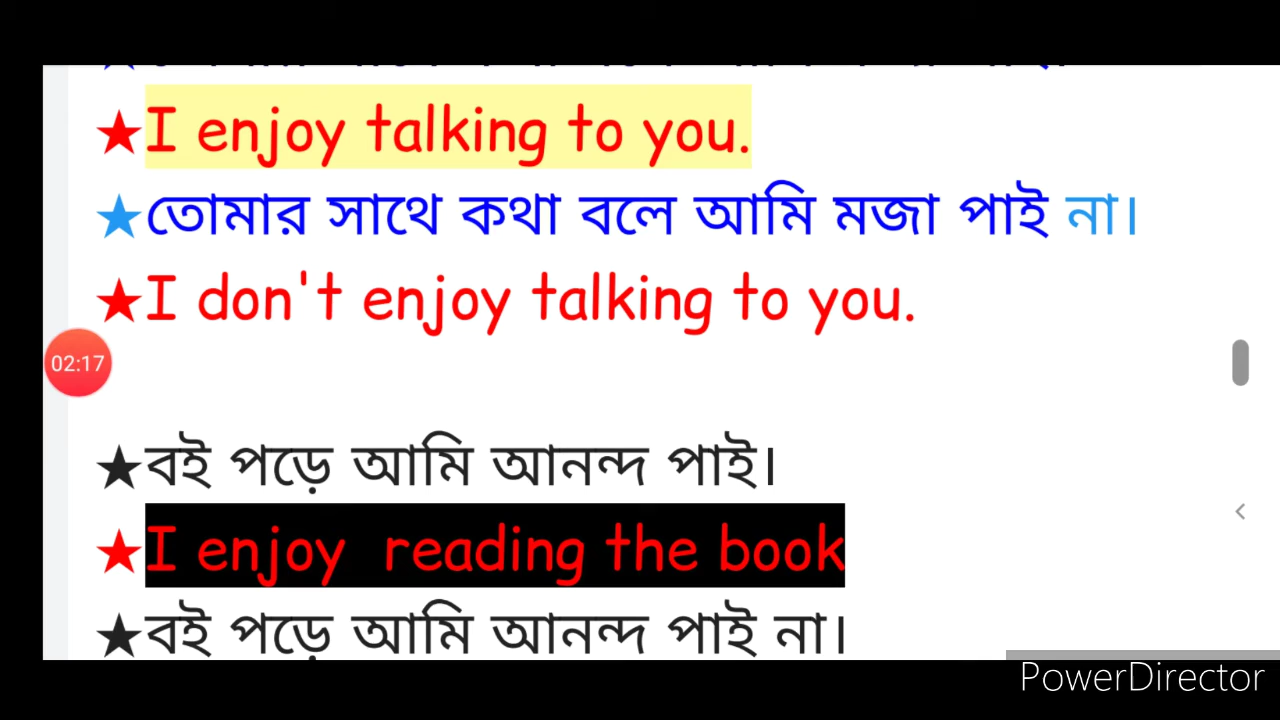 ★I enjoy talking to you.
★তোমার সাথে কথা বলে আমি মজা পাই না।
★I don't enjoy talking to you.
02:17
★বই পড়ে আমি আনন্দ পাই।
★I enjoy reading the book
★বই পড়ে আমি আনন্দ পাই না।
PowerDirector